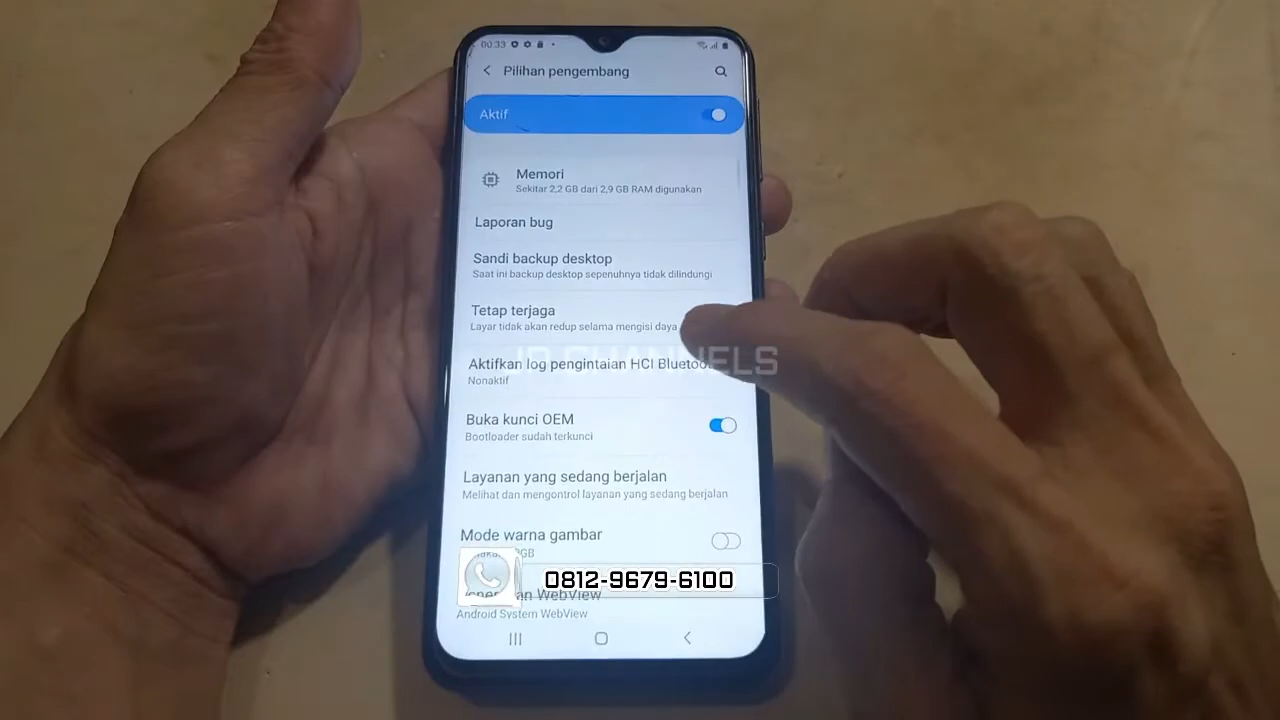 00:33
Pilihan pengembang
Aktif
Memori
Sekitar 2,2 GB dari 2,9 GB RAM digunakan
Laporan bug
Sandi backup desktop
Saat ini backup desktop sepenuhnya tidak dilindungi
Tetap terjaga
Layar tidak akan redup selama mengisi daya
CHANNELS
Aktifkan log pengintaian HCI
Nonaktif
Buka kunci OEM
Bootloader sudah terkunci
Layanan yang sedang berjalan
Melihat dan mengontrol layanan yang sedang berjalan
Mode warna gambar
0812-9679-6100
WebView
Android System WebView